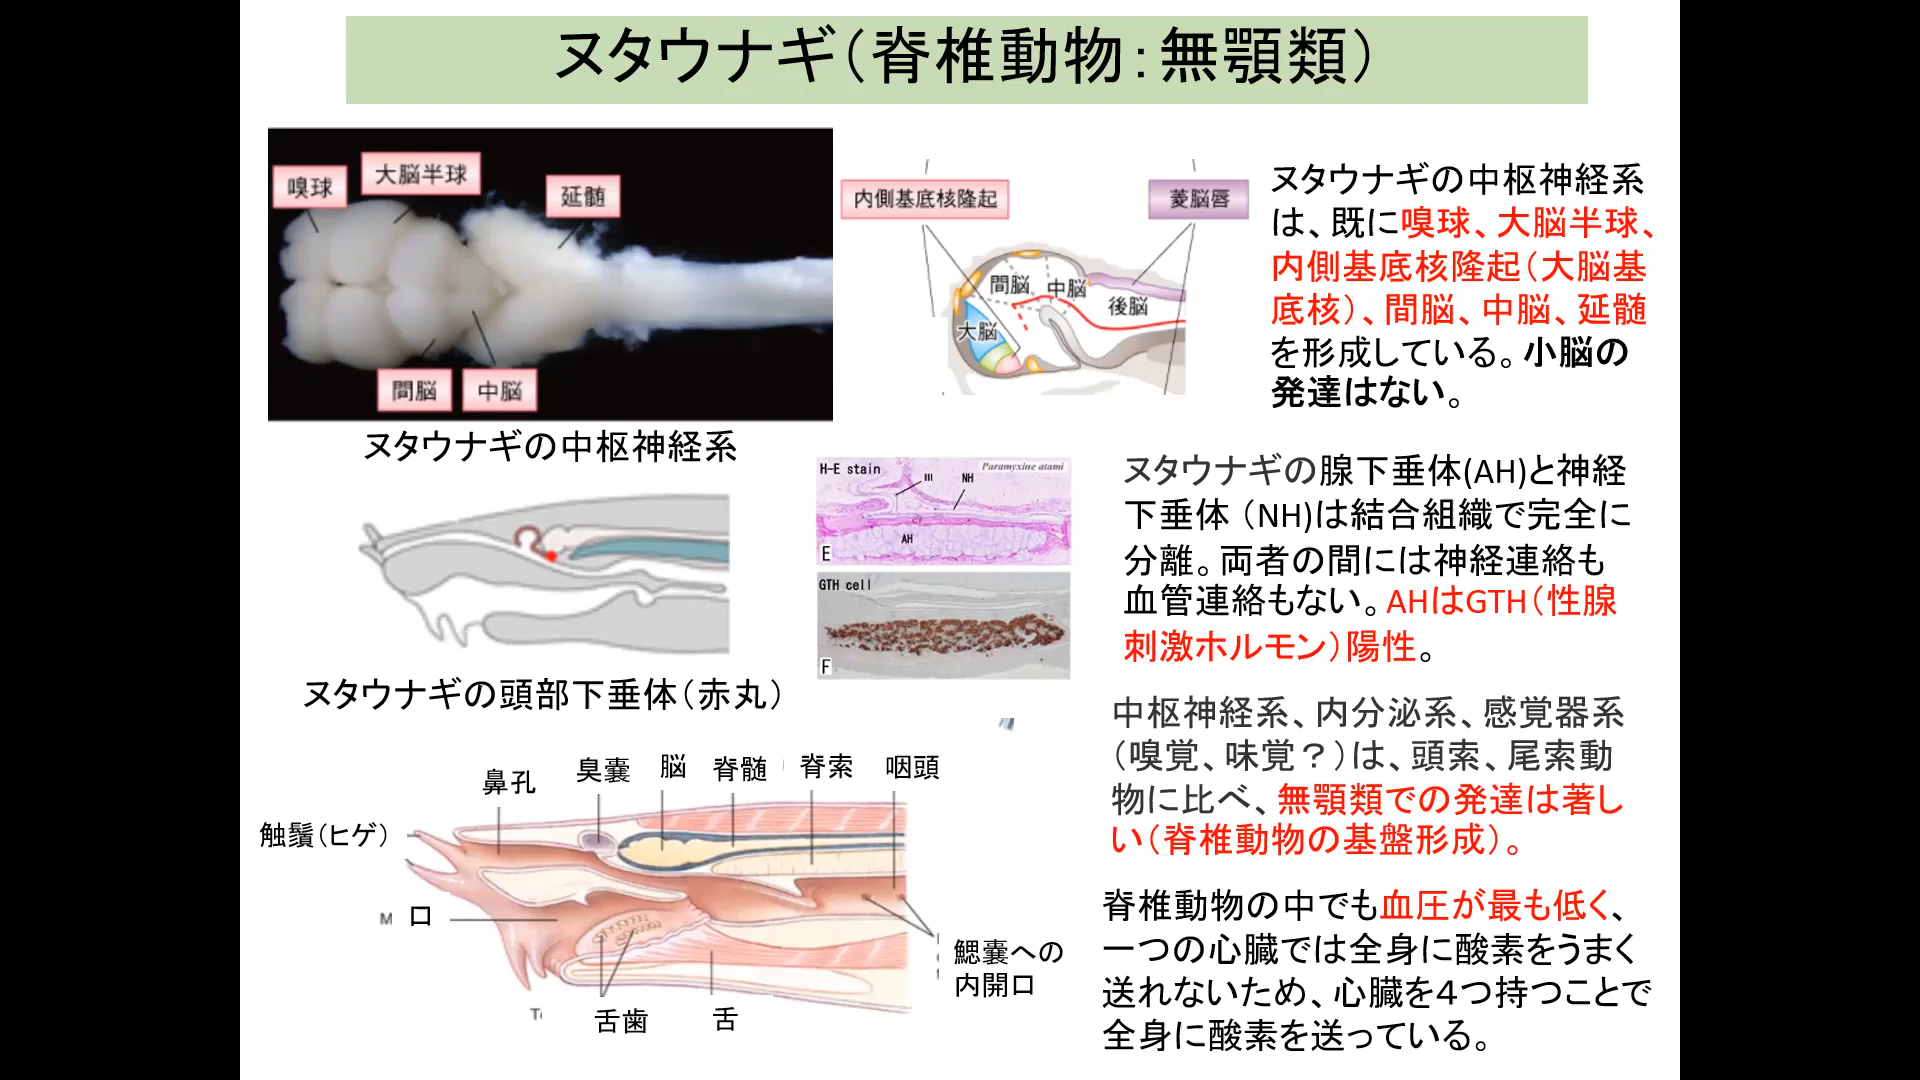 ヌタウナギ（脊椎動物：無顎類）
嗅球
大脳半球
延髄
間脳
中脳
ヌタウナギの中枢神経系
内側基底核隆起
菱脳唇
間脳
中脳
後脳
大脳
ヌタウナギの中枢神経系
は、既に嗅球、大脳半球、
内側基底核隆起（大脳基
底核）、間脳、中脳、延髄
を形成している。小脳の
発達はない。
ヌタウナギの頭部下垂体（赤丸）
H-E stain
Paramyxine atami
III
NH
CT
AH
E
GTH cell
F
ヌタウナギの腺下垂体(AH)と神経
下垂体（NH)は結合組織で完全に
分離。両者の間には神経連絡も
血管連絡もない。AHはGTH（性腺
刺激ホルモン）陽性。
中枢神経系、内分泌系、感覚器系
（嗅覚、味覚？）は、頭索、尾索動
物に比べ、無顎類での発達は著し
い（脊椎動物の基盤形成）。
鼻孔
臭嚢
脳
脊髄
脊索
咽頭
触鬚（ヒゲ）
M
口
鰓嚢への
内開口
舌歯
舌
脊椎動物の中でも血圧が最も低く、
一つの心臓では全身に酸素をうまく
送れないため、心臓を４つ持つことで
全身に酸素を送っている。